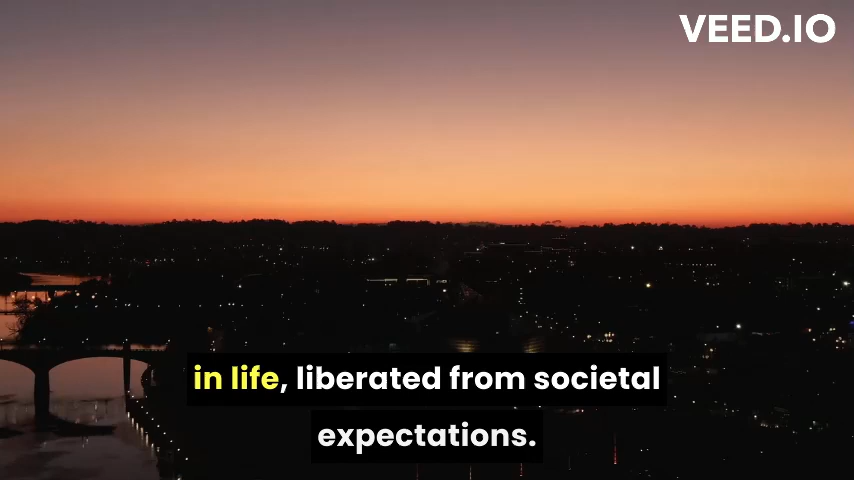 VEED.IO
in life, liberated from societal
expectations.